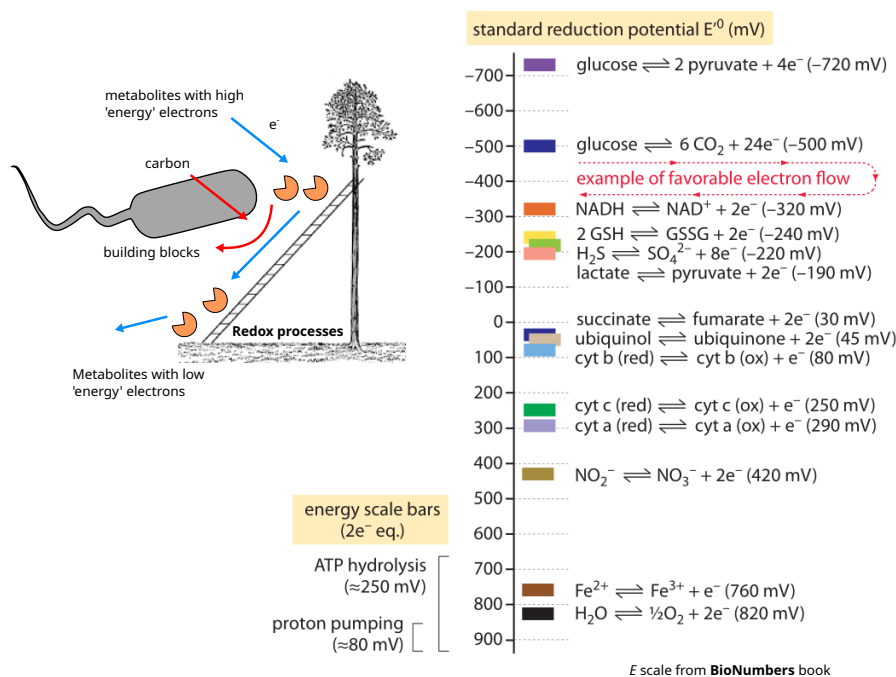 standard reduction potential E′⁰ (mV)
metabolites with high
'energy' electrons
e⁻
carbon
building blocks
Redox processes
Metabolites with low
'energy' electrons
−700
−600
−500
−400
−300
−200
−100
0
100
200
300
400
500
600
700
800
900
glucose ⇌ 2 pyruvate + 4e⁻ (−720 mV)
glucose ⇌ 6 CO₂ + 24e⁻ (−500 mV)
example of favorable electron flow
NADH ⇌ NAD⁺ + 2e⁻ (−320 mV)
2 GSH ⇌ GSSG + 2e⁻ (−240 mV)
H₂S ⇌ SO₄²⁻ + 8e⁻ (−220 mV)
lactate ⇌ pyruvate + 2e⁻ (−190 mV)
succinate ⇌ fumarate + 2e⁻ (30 mV)
ubiquinol ⇌ ubiquinone + 2e⁻ (45 mV)
cyt b (red) ⇌ cyt b (ox) + e⁻ (80 mV)
cyt c (red) ⇌ cyt c (ox) + e⁻ (250 mV)
cyt a (red) ⇌ cyt a (ox) + e⁻ (290 mV)
NO₂⁻ ⇌ NO₃⁻ + 2e⁻ (420 mV)
Fe²⁺ ⇌ Fe³⁺ + e⁻ (760 mV)
H₂O ⇌ ½O₂ + 2e⁻ (820 mV)
energy scale bars
(2e⁻ eq.)
ATP hydrolysis
(≈250 mV)
proton pumping
(≈80 mV)
E scale from BioNumbers book